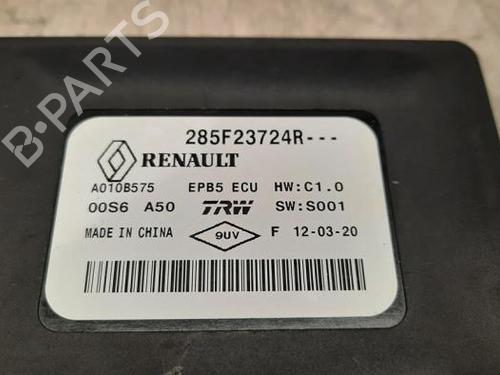 285F23724R---
RENAULT
A010B575 EPB5 ECU HW:C1.0
00S6 A50 TRW SW:S001
MADE IN CHINA 9UV F 12-03-20
B-Parts